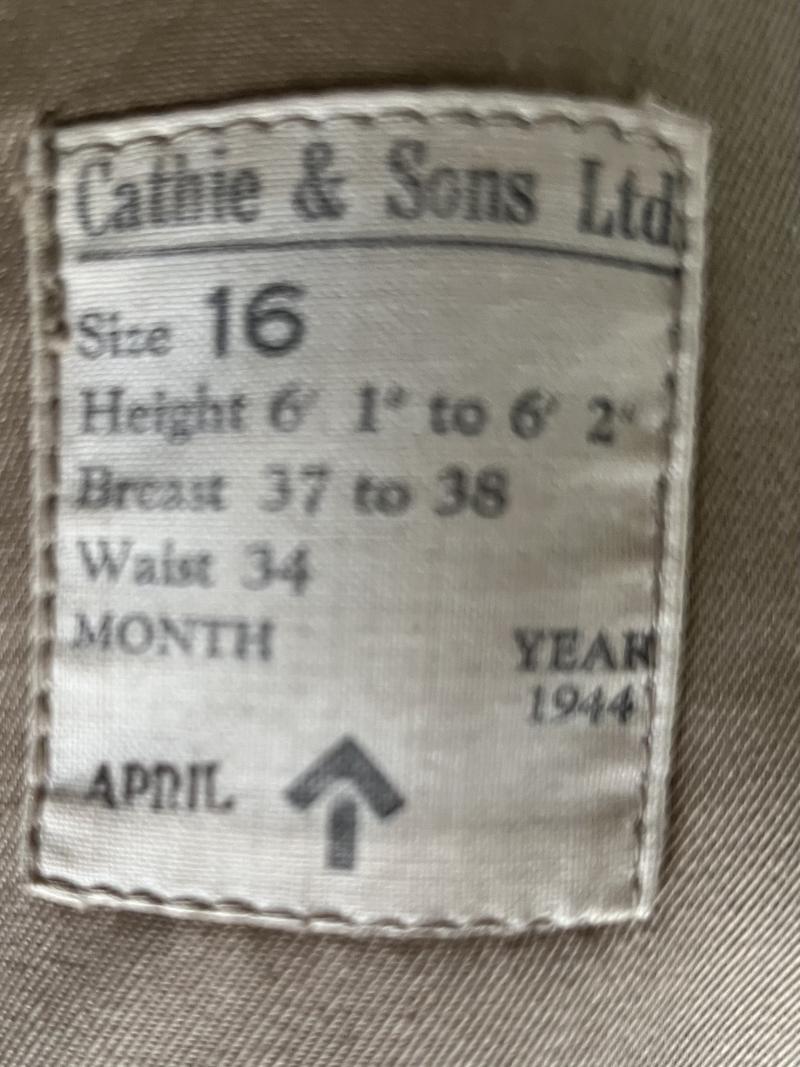 Cathie & Sons Ltd.
Size 16
Height 6' 1" to 6' 2"
Breast 37 to 38
Waist 34
MONTH YEAR
1944
APRIL